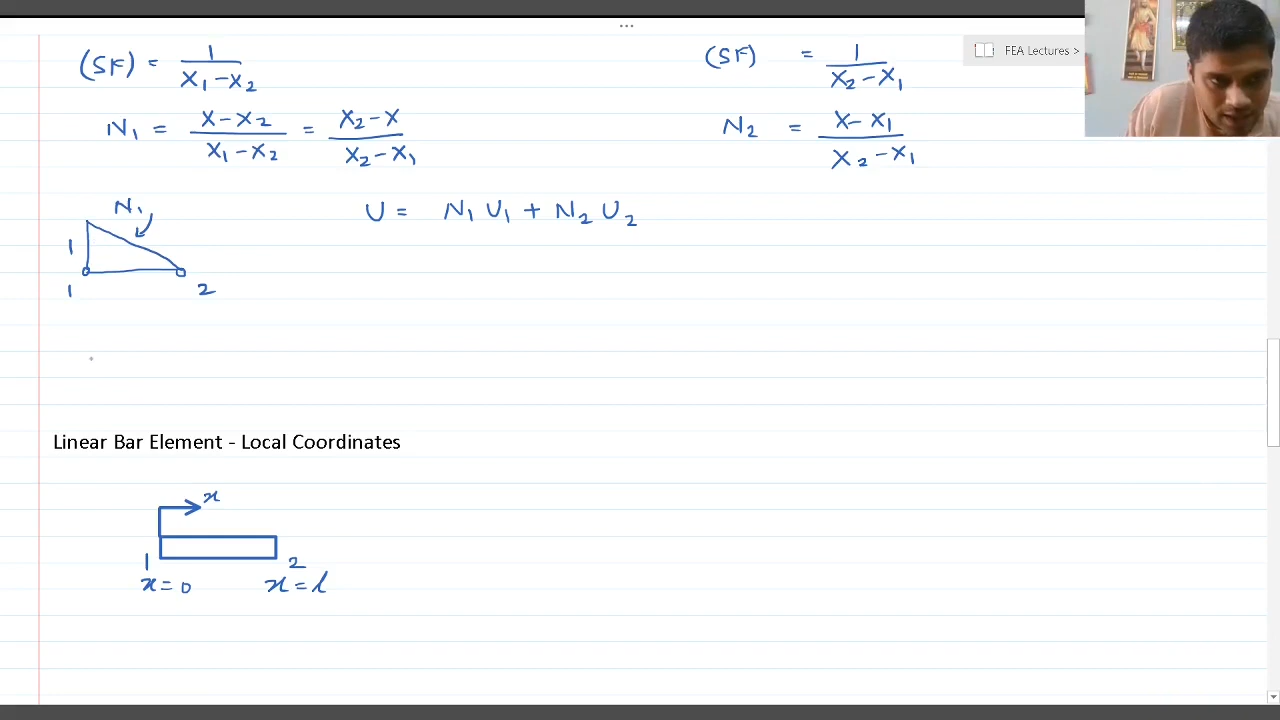 FEA Lectures >
(SF) = 1 / (X₁ - X₂)
(SF) = 1 / (X₂ - X₁)
N₁ = (X - X₂) / (X₁ - X₂) = (X₂ - X) / (X₂ - X₁)
N₂ = (X - X₁) / (X₂ - X₁)
N₁
U = N₁ U₁ + N₂ U₂
1
1 2
Linear Bar Element - Local Coordinates
x
1 2
x = 0 x = l